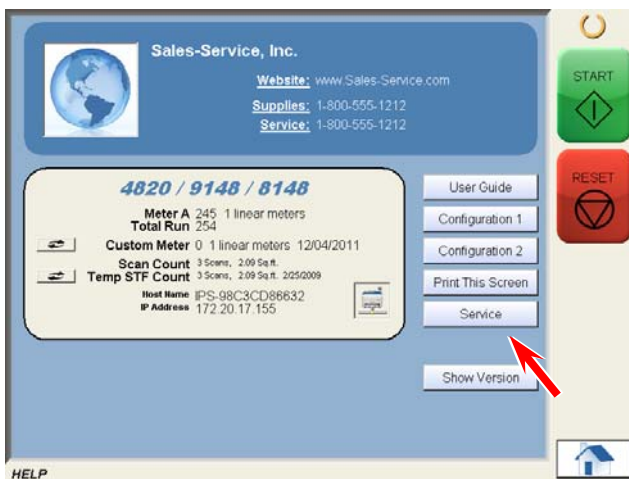 Sales-Service, Inc.
Website: www.Sales-Service.com
Supplies: 1-800-555-1212
Service: 1-800-555-1212
START
RESET
4820 / 9148 / 8148
Meter A 245 1 linear meters
Total Run 254
Custom Meter 0 1 linear meters 12/04/2011
Scan Count 3 Scans, 2.09 Sq.ft.
Temp STF Count 3 Scans, 2.09 Sq.ft. 2/25/2009
Host Name IPS-98C3CD86632
IP Address 172.20.17.155
User Guide
Configuration 1
Configuration 2
Print This Screen
Service
Show Version
HELP